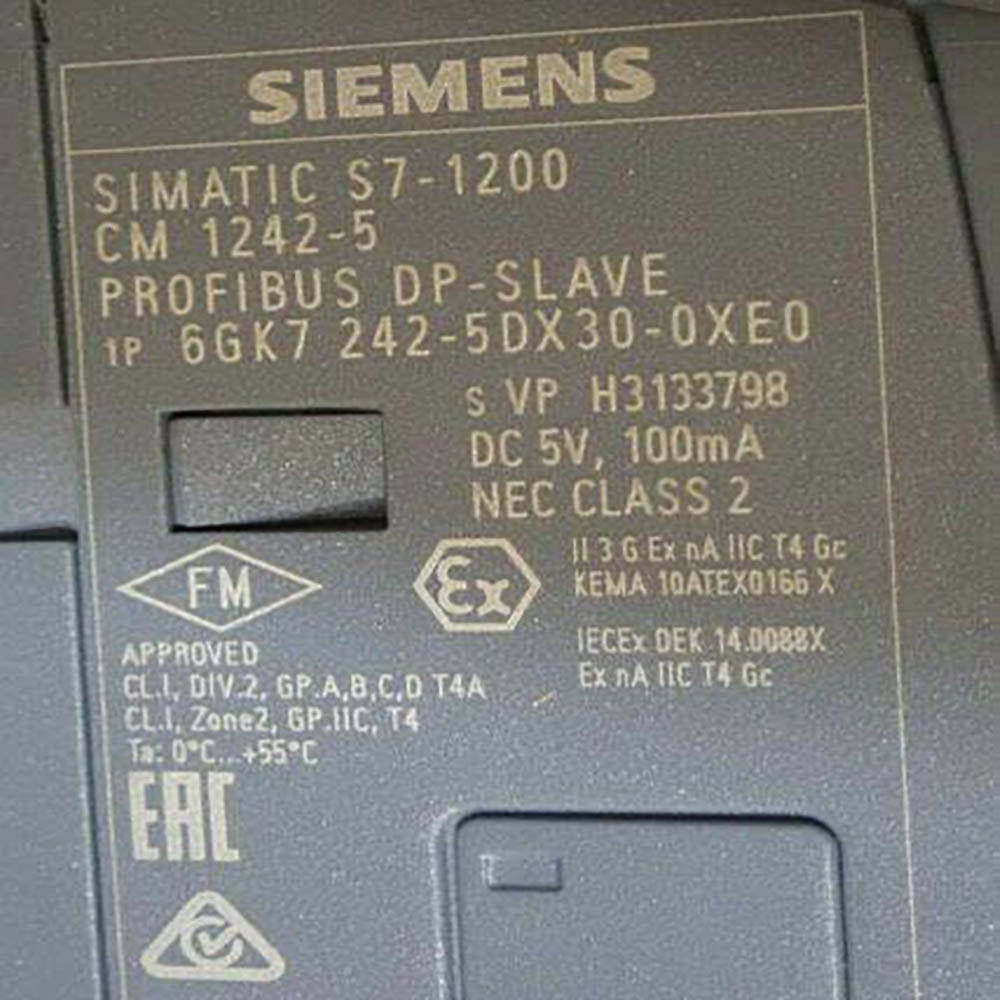 SIEMENS
SIMATIC S7-1200
CM 1242-5
PROFIBUS DP-SLAVE
1P 6GK7 242-5DX30-0XE0
S VP H3133798
DC 5V, 100mA
NEC CLASS 2
FM
APPROVED
CL.I, DIV.2, GP.A,B,C,D T4A
CL.I, Zone2, GP.IIC, T4
Ta: 0°C...+55°C
Ex
II 3 G Ex nA IIC T4 Gc
KEMA 10ATEX0166 X
IECEx DEK 14.0088X
Ex nA IIC T4 Gc
EAC